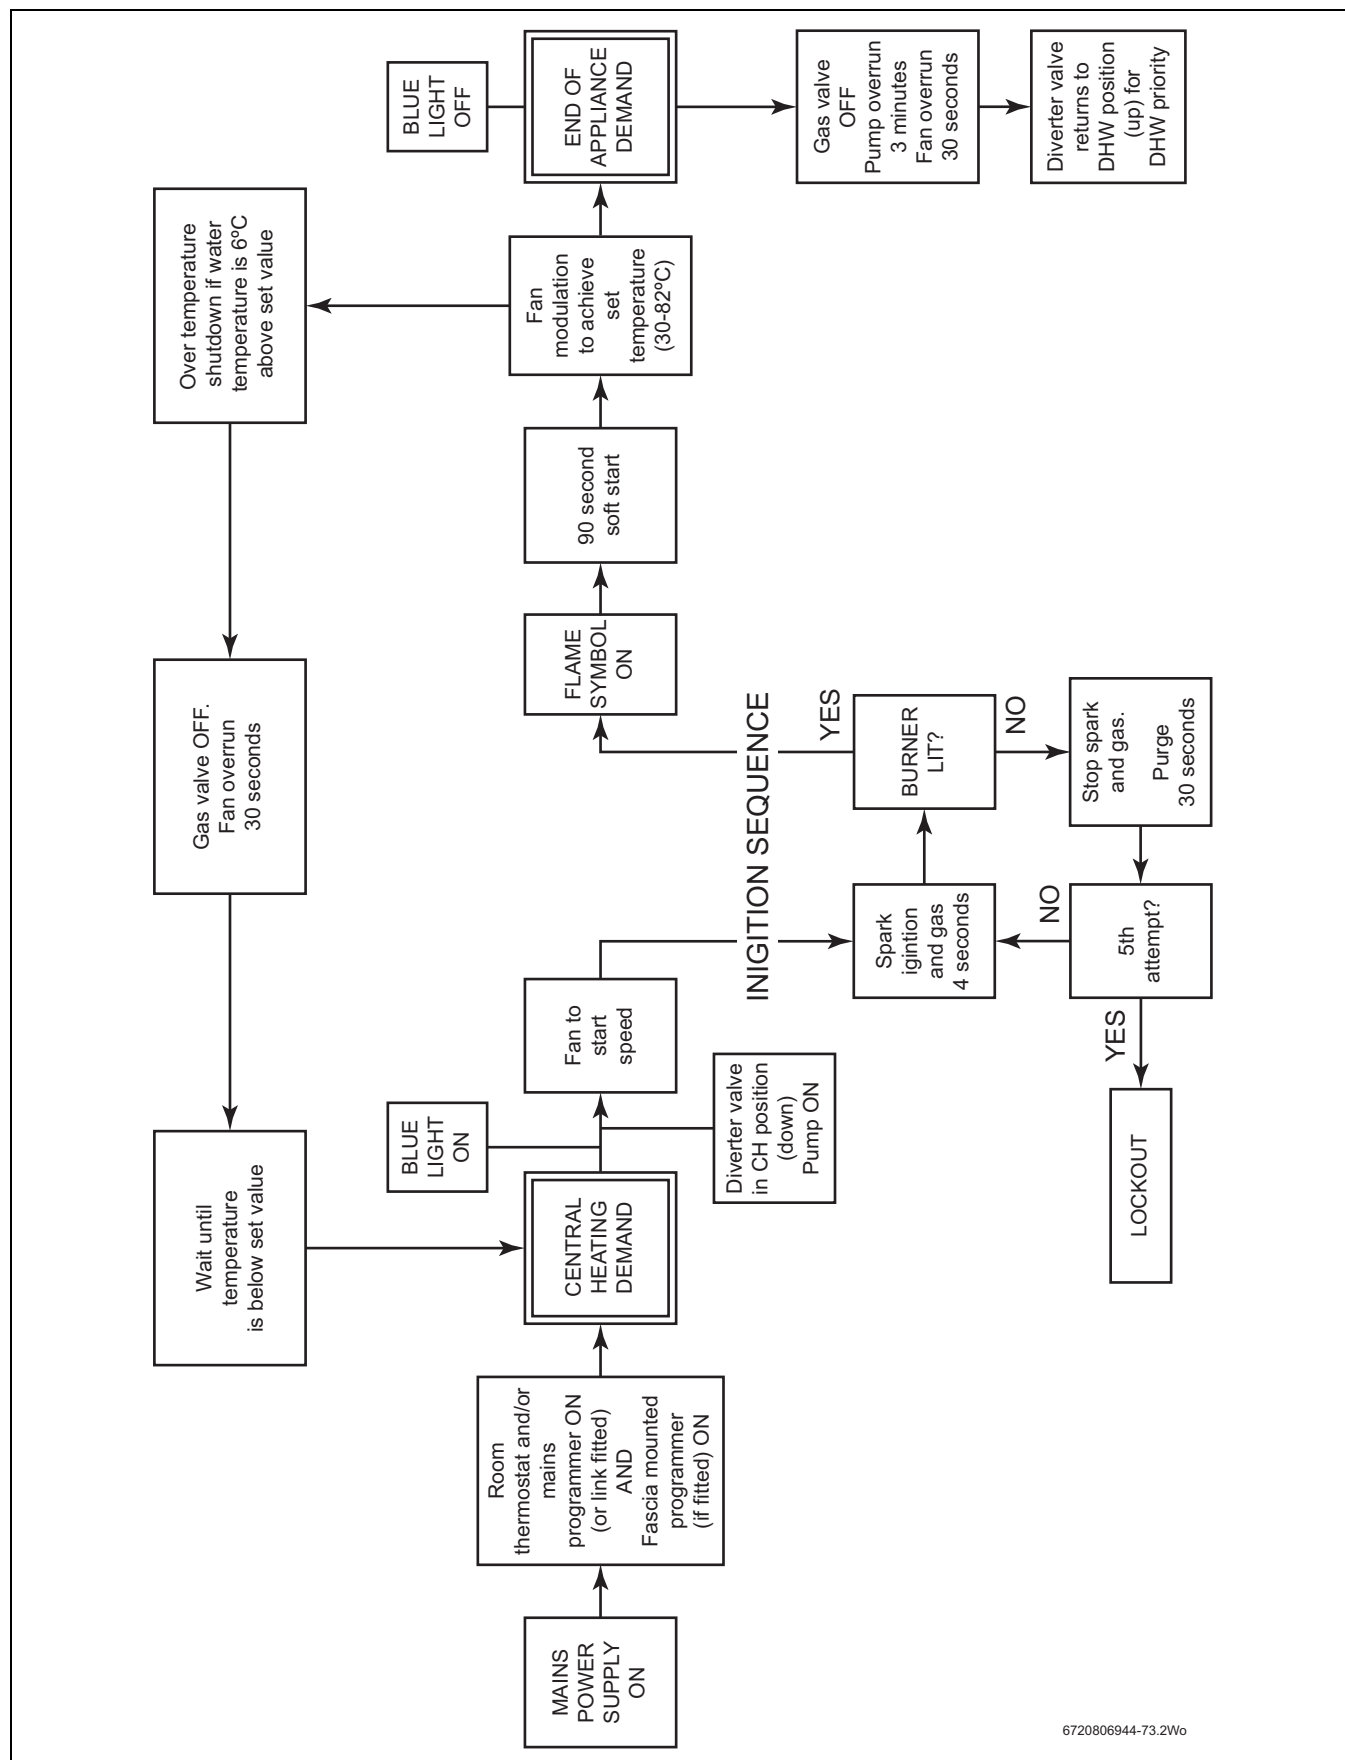 MAINS
POWER
SUPPLY
ON
Room
thermostat and/or
mains
programmer ON
(or link fitted)
AND
Fascia mounted
programmer
(if fitted) ON
CENTRAL
HEATING
DEMAND
BLUE
LIGHT
ON
Diverter valve
in CH position
(down)
Pump ON
Fan to
start
speed
INIGITION SEQUENCE
Spark
igintion
and gas
4 seconds
BURNER
LIT?
YES
NO
Stop spark
and gas.
Purge
30 seconds
5th
attempt?
NO
YES
LOCKOUT
FLAME
SYMBOL
ON
90 second
soft start
Fan
modulation
to achieve
set
temperature
(30-82ºC)
Over temperature
shutdown if water
temperature is 6ºC
above set value
Gas valve OFF.
Fan overrun
30 seconds
Wait until
temperature
is below set value
END OF
APPLIANCE
DEMAND
BLUE
LIGHT
OFF
Gas valve
OFF
Pump overrun
3 minutes
Fan overrun
30 seconds
Diverter valve
returns to
DHW position
(up) for
DHW priority
6720806944-73.2Wo